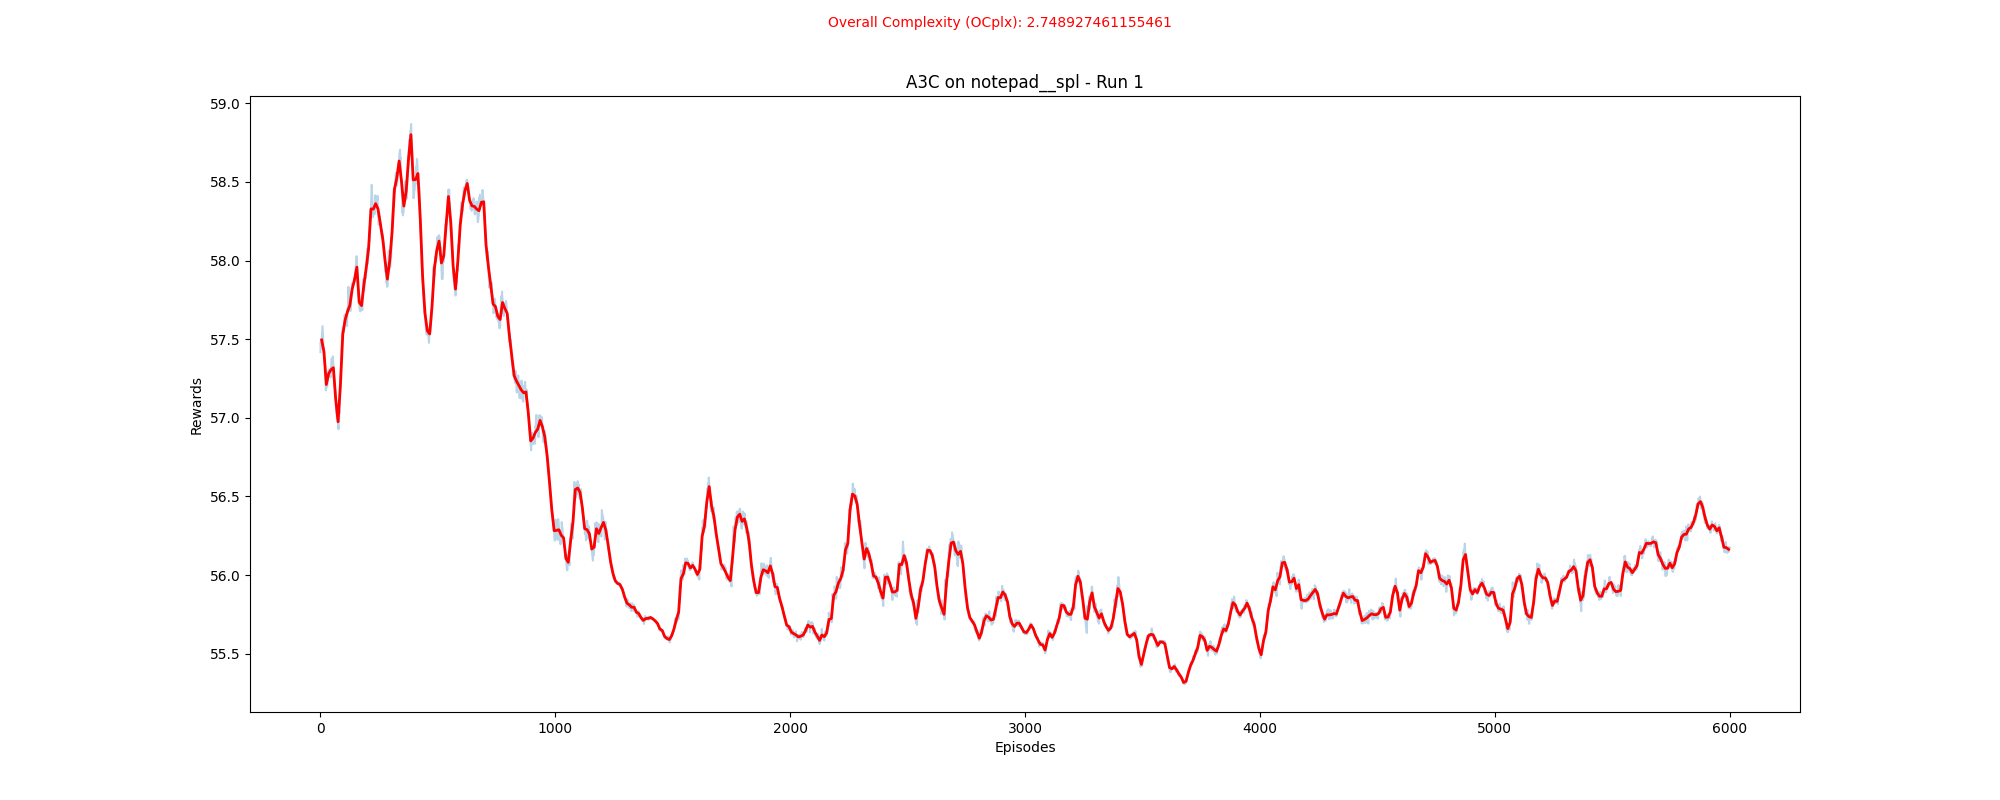 Overall Complexity (OCplx): 2.748927461155461
A3C on notepad__spl - Run 1
59.0
58.5
58.0
57.5
57.0
56.5
56.0
55.5
Rewards
0 1000 2000 3000 4000 5000 6000
Episodes